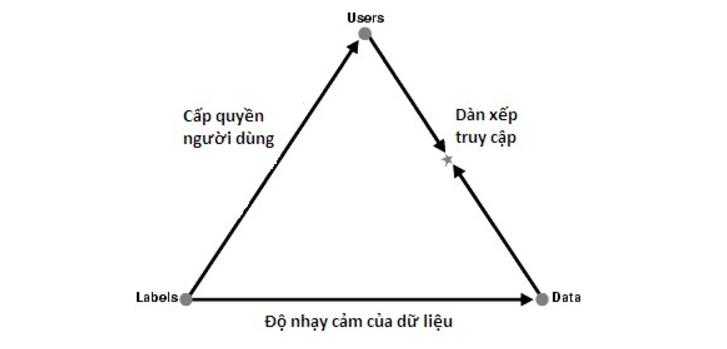 Users
Cấp quyền
người dùng
Dàn xếp
truy cập
Labels
Data
Độ nhạy cảm của dữ liệu